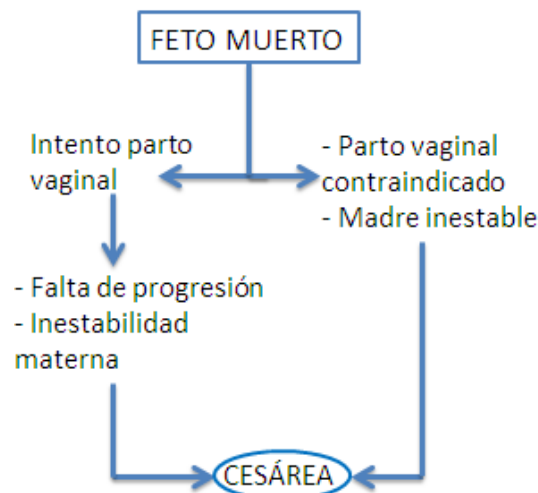 FETO MUERTO
Intento parto
vaginal
- Parto vaginal
contraindicado
- Madre inestable
- Falta de progresión
- Inestabilidad
materna
CESÁREA